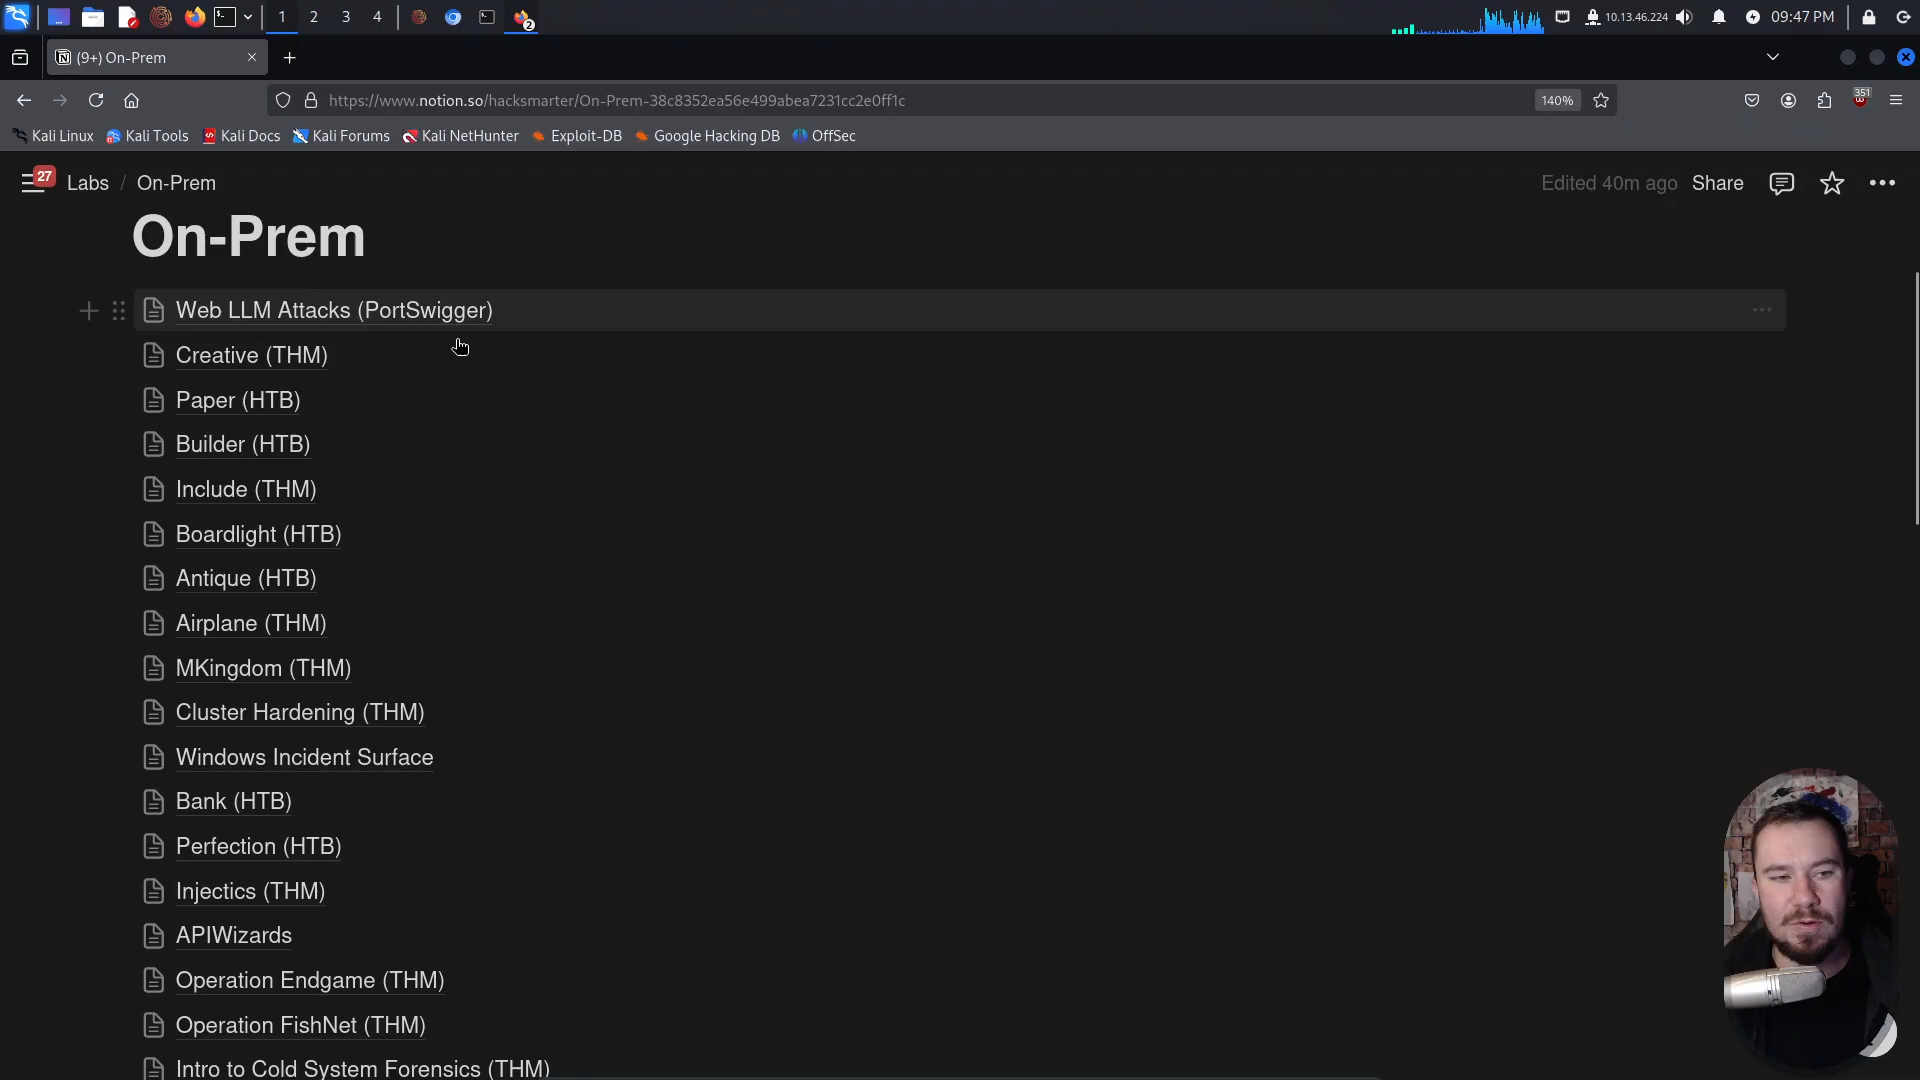 1 2 3 4
2
10.13.46.224
09:47 PM
(9+) On-Prem
https://www.notion.so/hacksmarter/On-Prem-38c8352ea56e499abea7231cc2e0ff1c
140%
351
Kali Linux Kali Tools Kali Docs Kali Forums Kali NetHunter Exploit-DB Google Hacking DB OffSec
27
Labs / On-Prem
Edited 40m ago Share
On-Prem
Web LLM Attacks (PortSwigger)
Creative (THM)
Paper (HTB)
Builder (HTB)
Include (THM)
Boardlight (HTB)
Antique (HTB)
Airplane (THM)
MKingdom (THM)
Cluster Hardening (THM)
Windows Incident Surface
Bank (HTB)
Perfection (HTB)
Injectics (THM)
APIWizards
Operation Endgame (THM)
Operation FishNet (THM)
Intro to Cold System Forensics (THM)